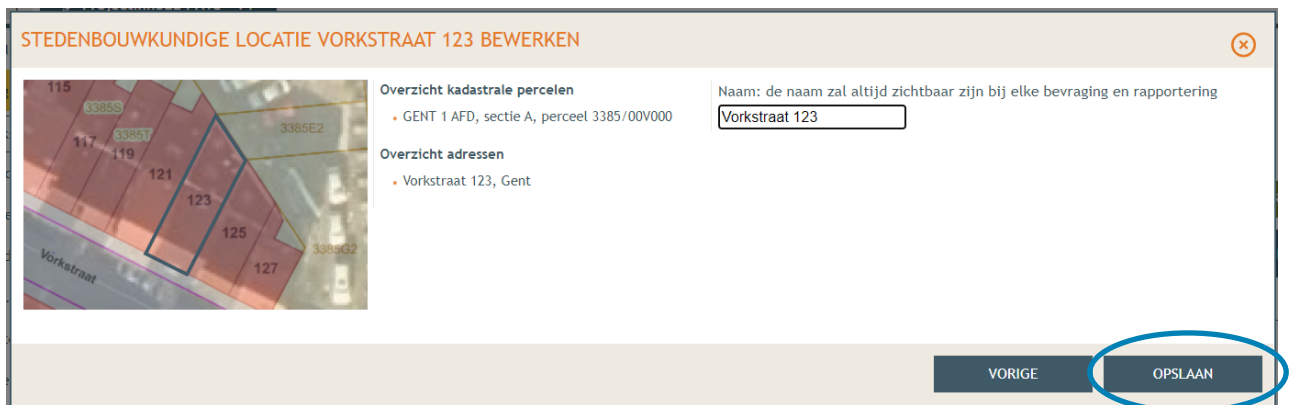 STEDENBOUWKUNDIGE LOCATIE VORKSTRAAT 123 BEWERKEN
Overzicht kadastrale percelen
GENT 1 AFD, sectie A, perceel 3385/00V000
Overzicht adressen
Vorkstraat 123, Gent
Naam: de naam zal altijd zichtbaar zijn bij elke bevraging en rapportering
Vorkstraat 123
115
3385S
117
3385T
119
3385E2
121
123
125
3385G2
127
Vorkstraat
VORIGE
OPSLAAN